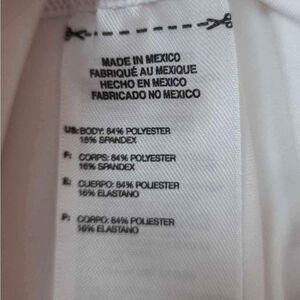 MADE IN MEXICO
FABRIQUÉ AU MEXIQUE
HECHO EN MEXICO
FABRICADO NO MEXICO
US: BODY: 84% POLYESTER
16% SPANDEX
F: CORPS: 84% POLYESTER
16% SPANDEX
E: CUERPO: 84% POLIESTER
16% ELASTANO
P: CORPO: 84% POLIESTER
16% ELASTANO